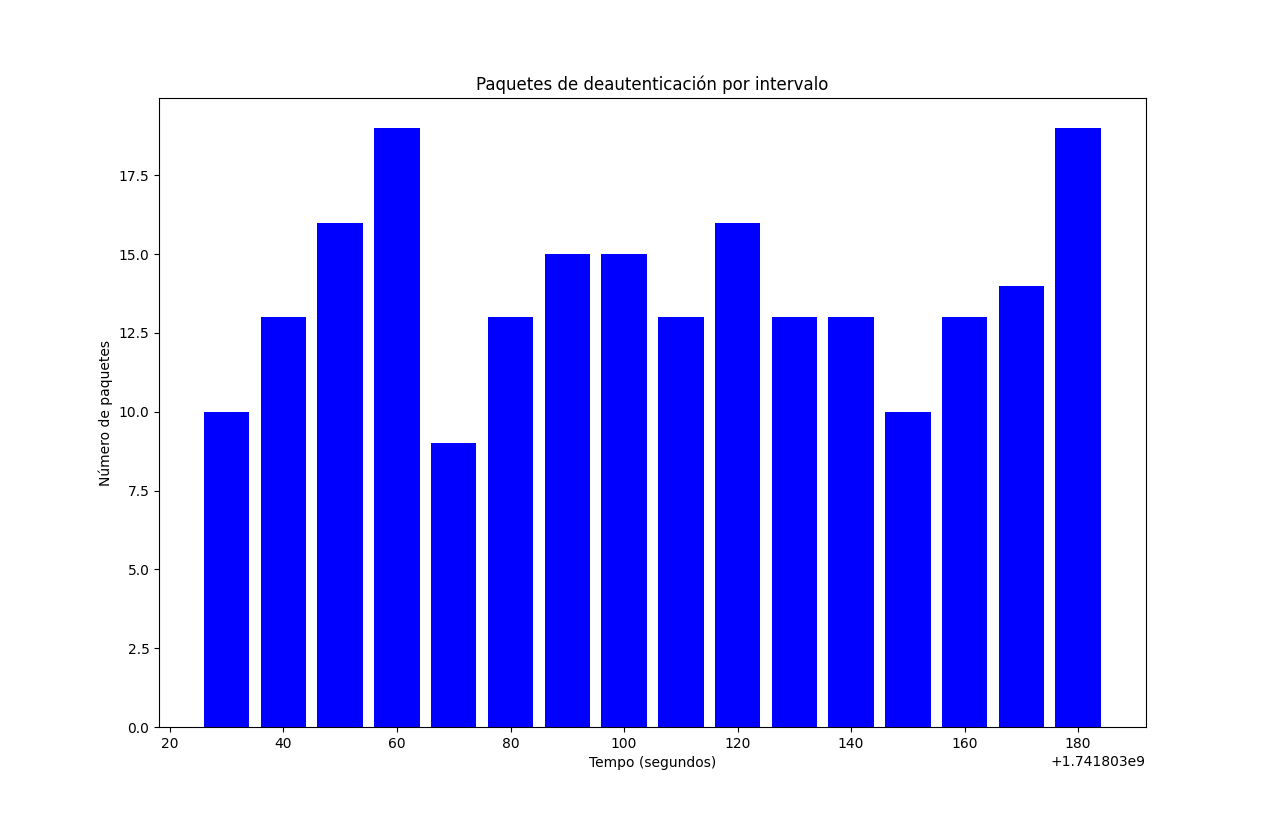 Paquetes de deautenticación por intervalo
Número de paquetes
17.5
15.0
12.5
10.0
7.5
5.0
2.5
0.0
20 40 60 80 100 120 140 160 180
Tempo (segundos)
+1.741803e9